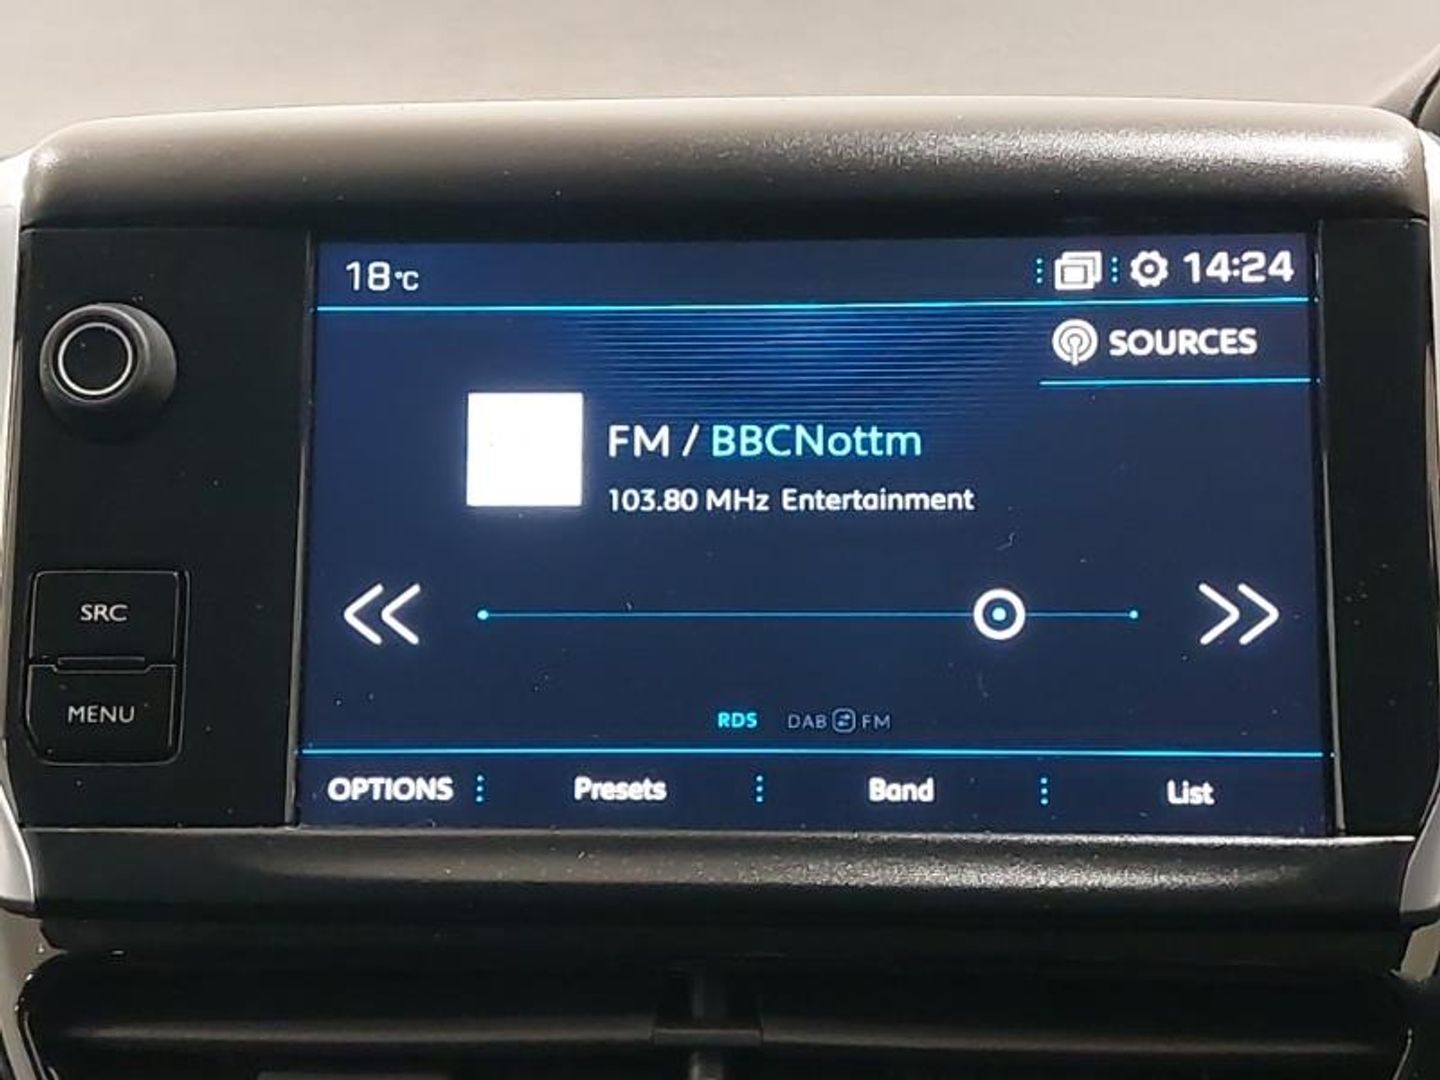 18°C
14:24
SOURCES
FM / BBCNottm
103.80 MHz Entertainment
SRC
MENU
RDS DAB FM
OPTIONS Presets Band List